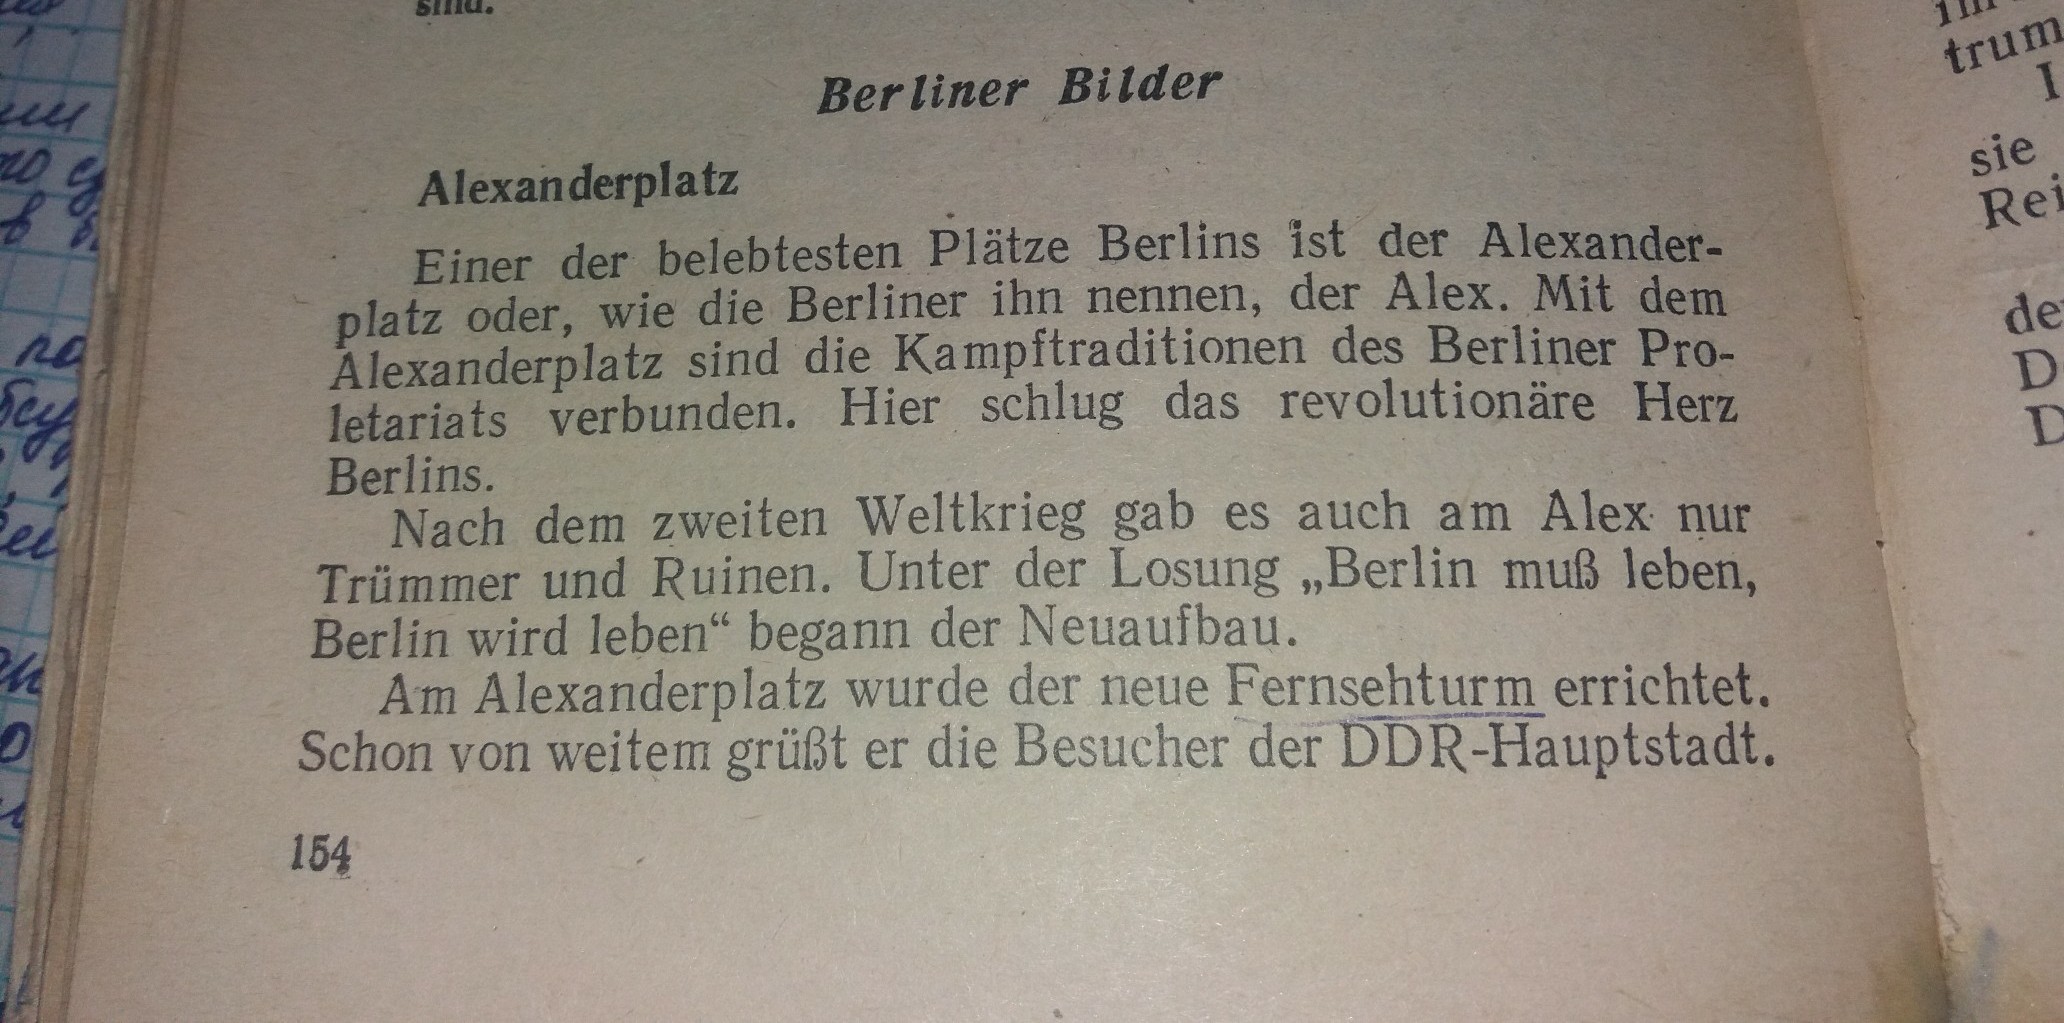 sind.
Berliner Bilder
Alexanderplatz
Einer der belebtesten Plätze Berlins ist der Alexander-
platz oder, wie die Berliner ihn nennen, der Alex. Mit dem
Alexanderplatz sind die Kampftraditionen des Berliner Pro-
letariats verbunden. Hier schlug das revolutionäre Herz
Berlins.
Nach dem zweiten Weltkrieg gab es auch am Alex nur
Trümmer und Ruinen. Unter der Losung „Berlin muß leben,
Berlin wird leben“ begann der Neuaufbau.
Am Alexanderplatz wurde der neue Fernsehturm errichtet.
Schon von weitem grüßt er die Besucher der DDR-Hauptstadt.
154
trum
sie
Rei